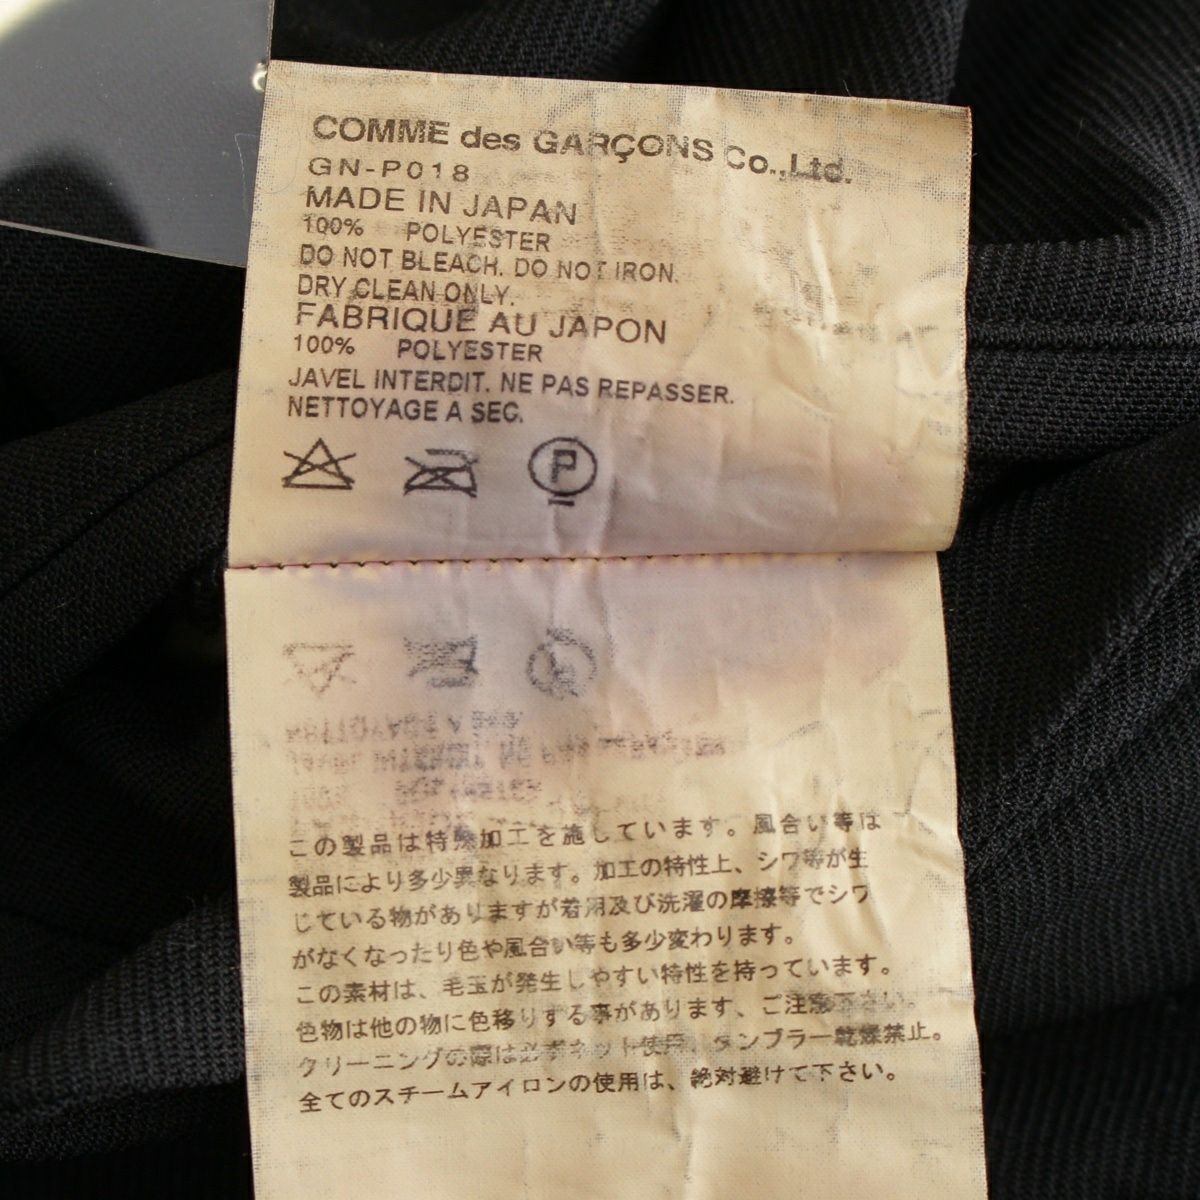 COMME des GARÇONS Co.,Ltd.
GN-P018
MADE IN JAPAN
100% POLYESTER
DO NOT BLEACH. DO NOT IRON.
DRY CLEAN ONLY.
FABRIQUE AU JAPON
100% POLYESTER
JAVEL INTERDIT. NE PAS REPASSER.
NETTOYAGE A SEC.
P
この製品は特殊加工を施しています。風合い等は
製品により多少異なります。加工の特性上、シワ等が生
じている物がありますが着用及び洗濯の摩擦等でシワ
がなくなったり色や風合い等も多少変わります。
この素材は、毛玉が発生しやすい特性を持っています。
色物は他の物に色移りする事があります、ご注意下さい。
クリーニングの際は必ずネット使用、タンブラー乾燥禁止。
全てのスチームアイロンの使用は、絶対避けて下さい。